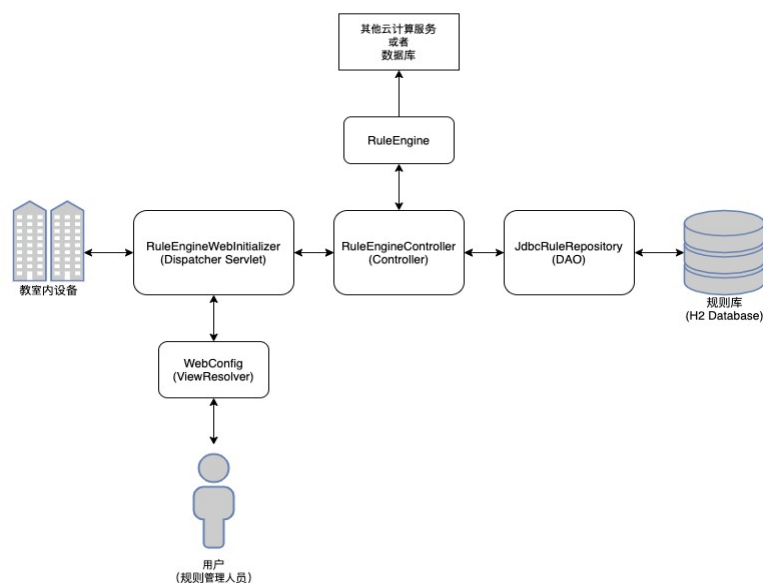 其他云计算服务
或者
数据库
RuleEngine
RuleEngineWebInitializer
(Dispatcher Servlet)
RuleEngineController
(Controller)
JdbcRuleRepository
(DAO)
教室内设备
规则库
(H2 Database)
WebConfig
(ViewResolver)
用户
（规则管理人员）